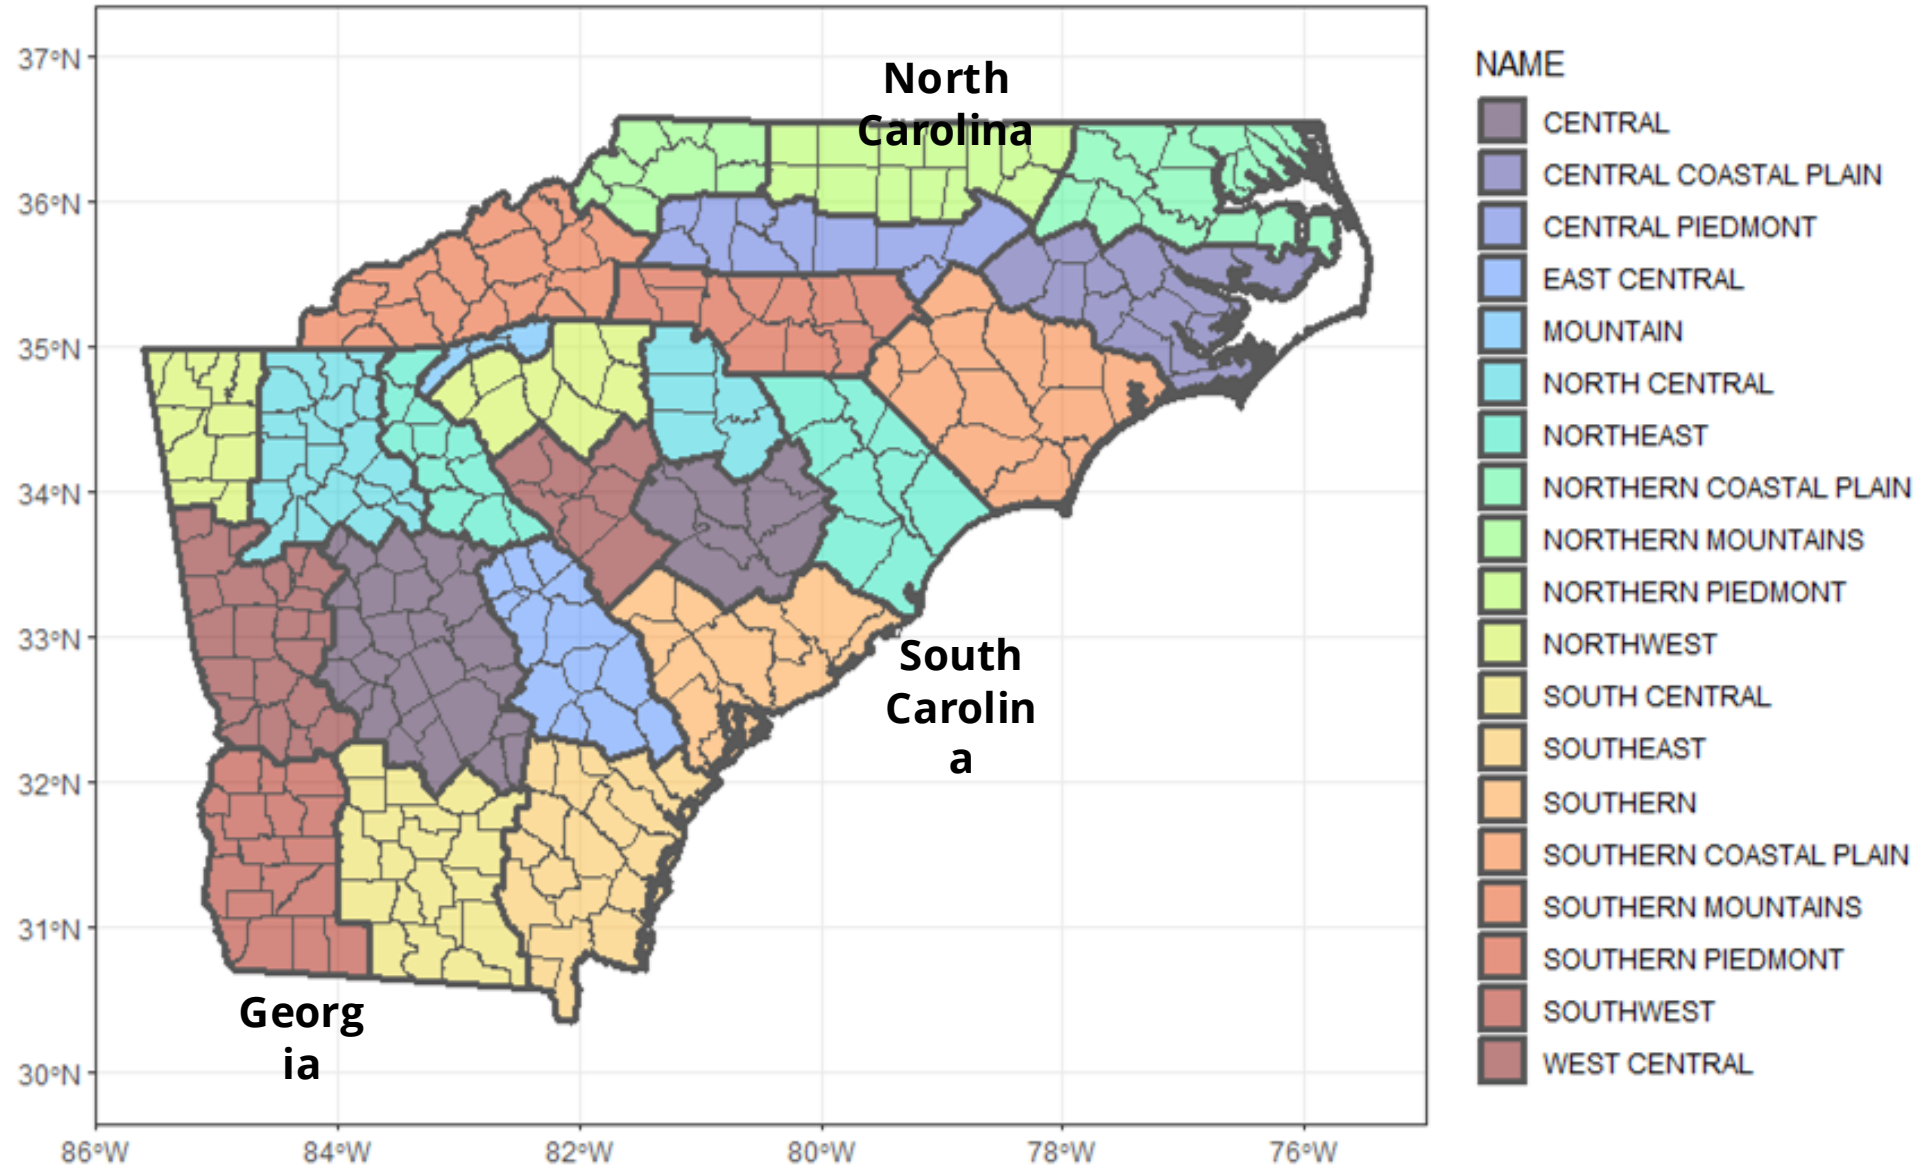 North
Carolina
South
Carolin
a
Georg
ia
37°N
36°N
35°N
34°N
33°N
32°N
31°N
30°N
86°W
84°W
82°W
80°W
78°W
76°W
NAME
CENTRAL
CENTRAL COASTAL PLAIN
CENTRAL PIEDMONT
EAST CENTRAL
MOUNTAIN
NORTH CENTRAL
NORTHEAST
NORTHERN COASTAL PLAIN
NORTHERN MOUNTAINS
NORTHERN PIEDMONT
NORTHWEST
SOUTH CENTRAL
SOUTHEAST
SOUTHERN
SOUTHERN COASTAL PLAIN
SOUTHERN MOUNTAINS
SOUTHERN PIEDMONT
SOUTHWEST
WEST CENTRAL